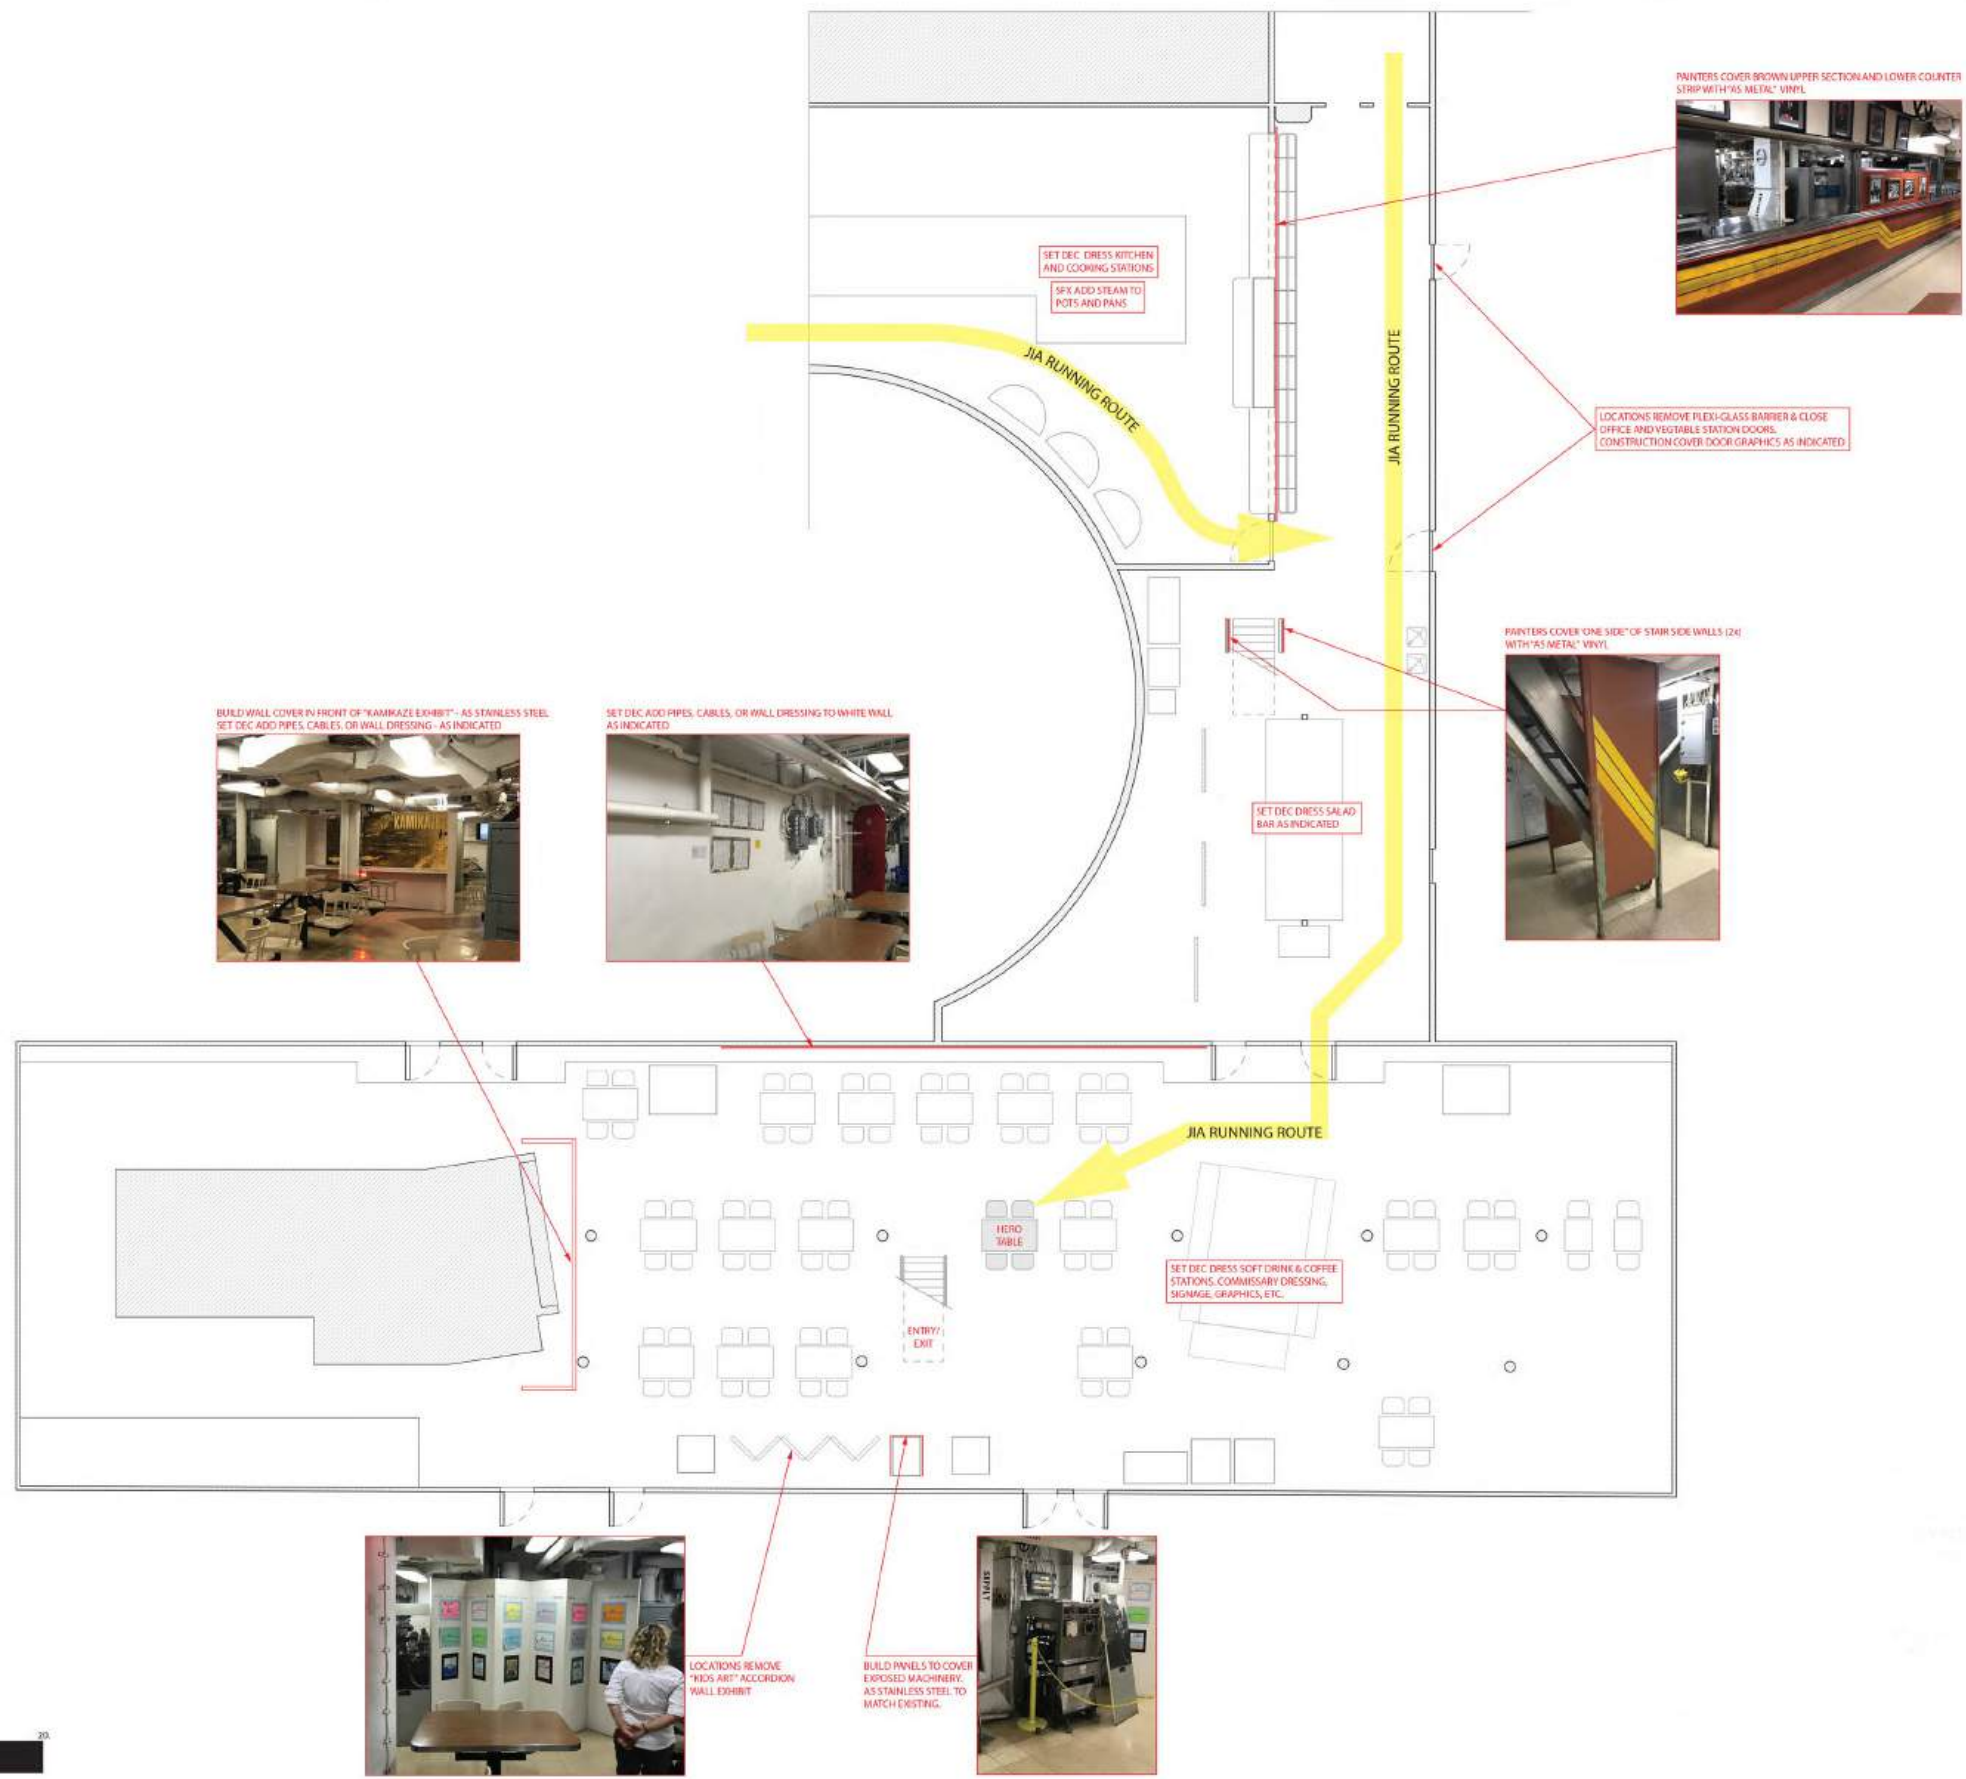 PAINTERS COVER BROWN UPPER SECTION AND LOWER COUNTER
STRIP WITH "AS METAL" VINYL
SET DEC DRESS KITCHEN
AND COOKING STATIONS
SFX ADD STEAM TO
POTS AND PANS
JIA RUNNING ROUTE
JIA RUNNING ROUTE
LOCATIONS REMOVE PLEXI-GLASS BARRIER & CLOSE
OFFICE AND VEGTABLE STATION DOORS.
CONSTRUCTION COVER DOOR GRAPHICS AS INDICATED
PAINTERS COVER "ONE SIDE" OF STAIR SIDE WALLS (2x)
WITH "AS METAL" VINYL
BUILD WALL COVER IN FRONT OF "KAMIKAZE EXHIBIT" - AS STAINLESS STEEL
SET DEC ADD PIPES, CABLES, OR WALL DRESSING - AS INDICATED
KAMIKAZE
SET DEC ADD PIPES, CABLES, OR WALL DRESSING TO WHITE WALL
AS INDICATED
SET DEC DRESS SALAD
BAR AS INDICATED
JIA RUNNING ROUTE
HERO
TABLE
SET DEC DRESS SOFT DRINK & COFFEE
STATIONS, COMMISSARY DRESSING,
SIGNAGE, GRAPHICS, ETC.
ENTRY/
EXIT
LOCATIONS REMOVE
"KIDS ART" ACCORDION
WALL EXHIBIT
BUILD PANELS TO COVER
EXPOSED MACHINERY.
AS STAINLESS STEEL TO
MATCH EXISTING.
SUPPLY
20.